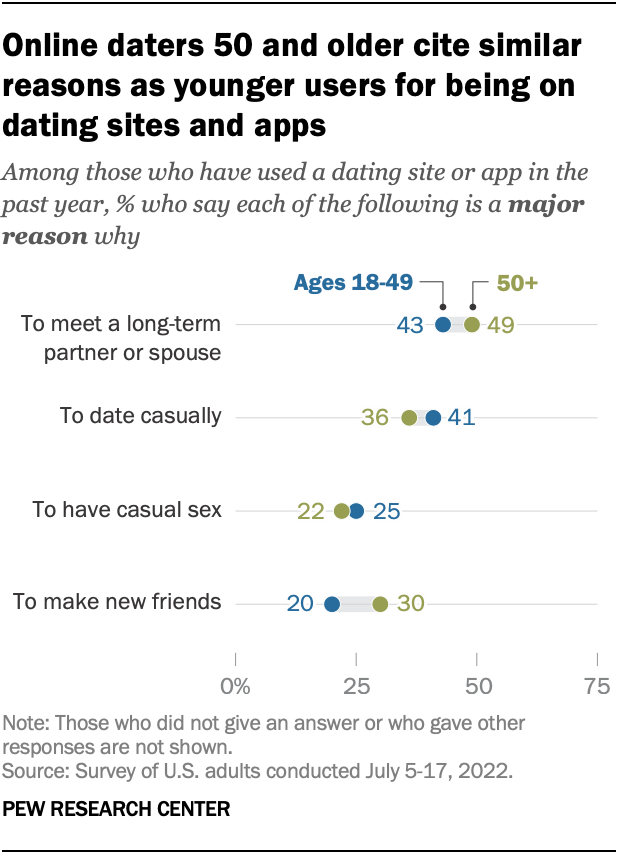 Online daters 50 and older cite similar
reasons as younger users for being on
dating sites and apps
Among those who have used a dating site or app in the
past year, % who say each of the following is a major
reason why
Ages 18-49 50+
To meet a long-term
partner or spouse
43 49
To date casually 36 41
To have casual sex 22 25
To make new friends 20 30
0% 25 50 75
Note: Those who did not give an answer or who gave other
responses are not shown.
Source: Survey of U.S. adults conducted July 5-17, 2022.
PEW RESEARCH CENTER